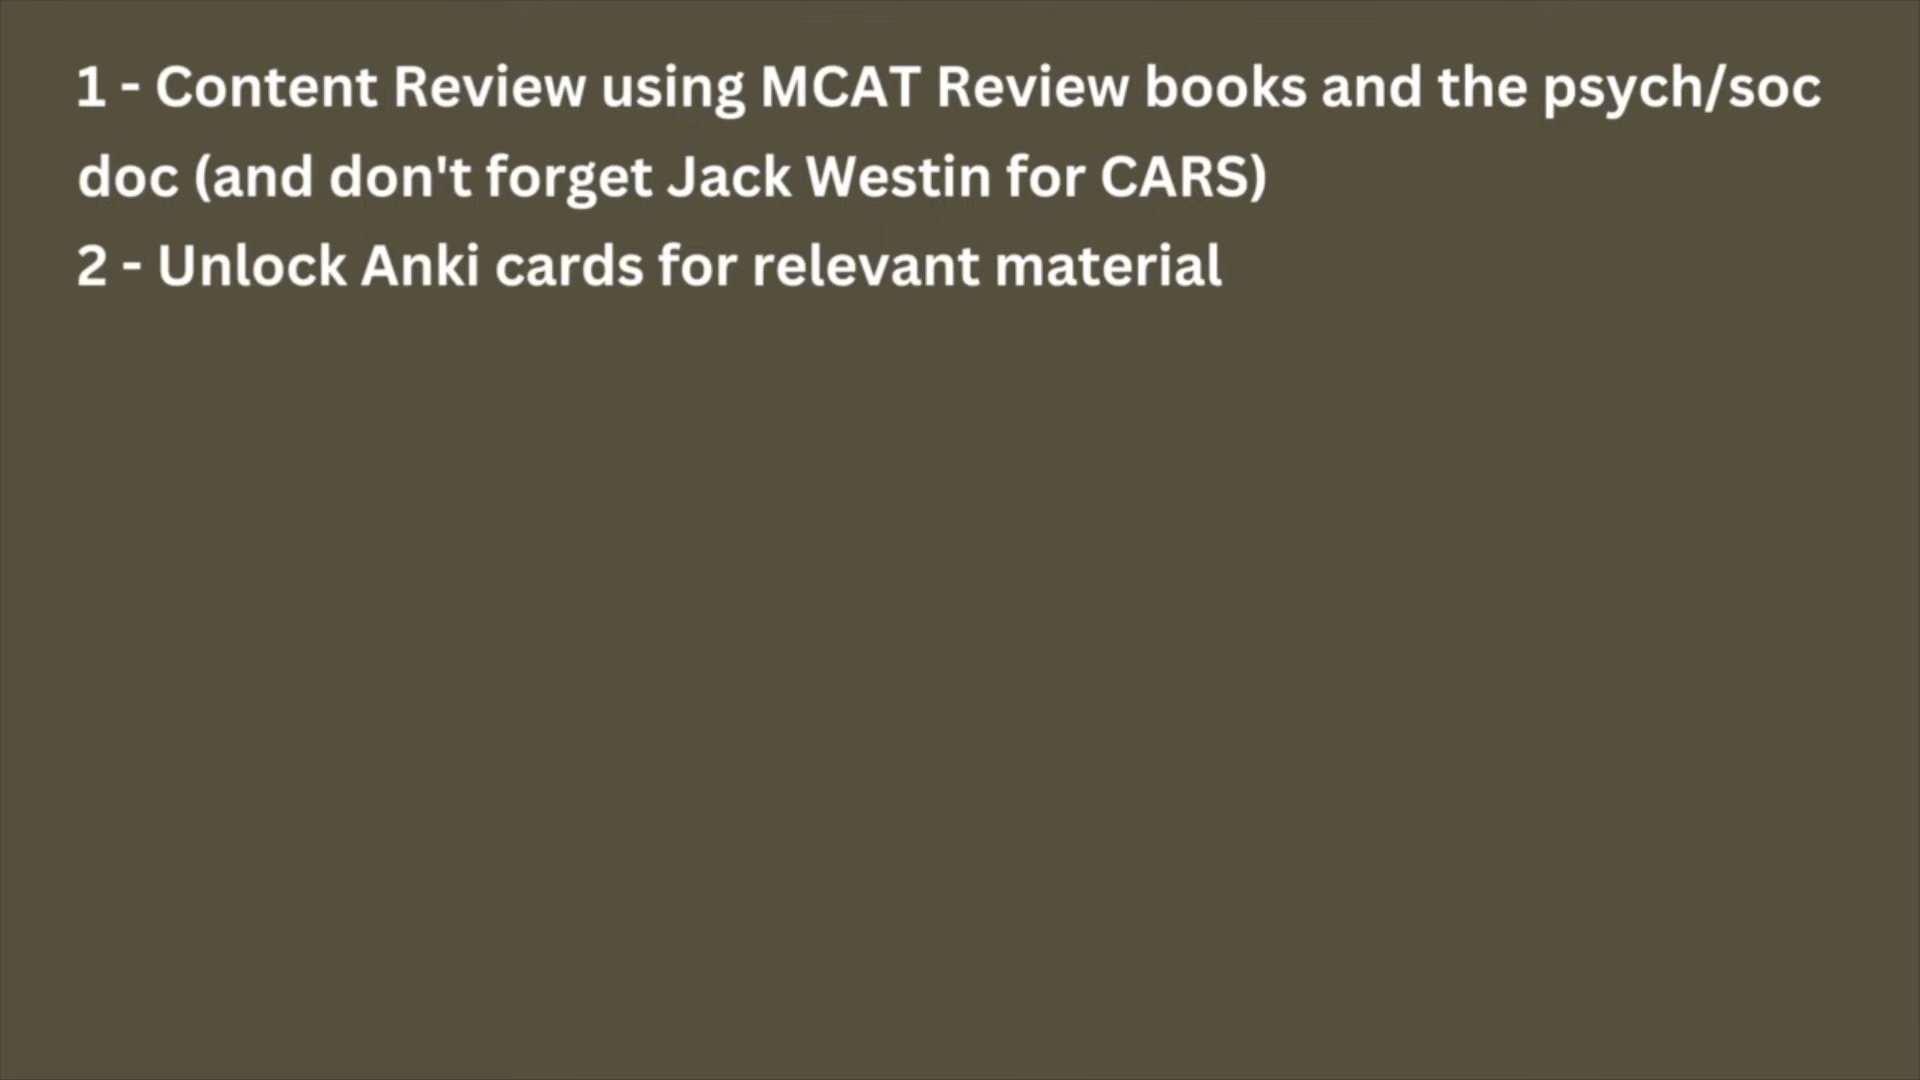 1 - Content Review using MCAT Review books and the psych/soc
doc (and don't forget Jack Westin for CARS)
2 - Unlock Anki cards for relevant material